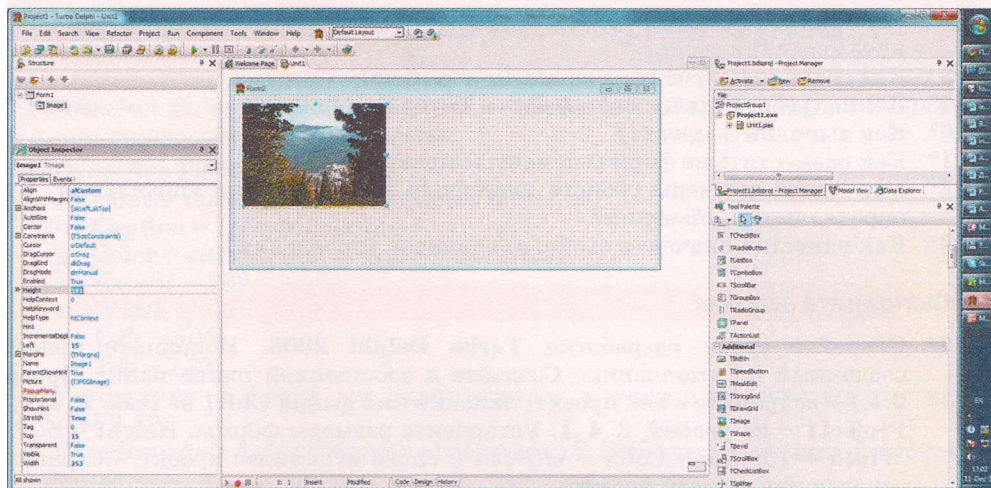 Project1 - Turbo Delphi - Unit1
File Edit Search View Refactor Project Run Component Tools Window Help
Default Layout
Structure
Form1
Image1
Object Inspector
Image1 TImage
Properties Events
Align alCustom
AlignWithMargins False
Anchors [akLeft,akTop]
AutoSize False
Center False
Constraints (TSizeConstraints)
Cursor crDefault
DragCursor crDrag
DragKind dkDrag
DragMode dmManual
Enabled True
Height
HelpContext 0
HelpKeyword
HelpType htContext
Hint
IncrementalDispl False
Left 15
Margins (TMargins)
Name Image1
ParentShowHint True
Picture (TJPEGImage)
PopupMenu
Proportional False
ShowHint False
Stretch True
Tag 0
Top 15
Transparent False
Visible True
Width 253
All shown
Welcome Page Unit1
Form2
1: 1 Insert Modified Code Design History
Project1.bdsproj - Project Manager
Activate New Remove
File
ProjectGroup1
Project1.exe
Unit1.pas
Project1.bdsproj - Project Manager Model View Data Explorer
Tool Palette
TCheckBox
TRadioButton
TListBox
TComboBox
TScrollBar
TGroupBox
TRadioGroup
TPanel
TActionList
Additional
TBitBtn
TSpeedButton
TMaskEdit
TStringGrid
TDrawGrid
TImage
TShape
TBevel
TScrollBox
TCheckListBox
TSplitter
EN
17:02